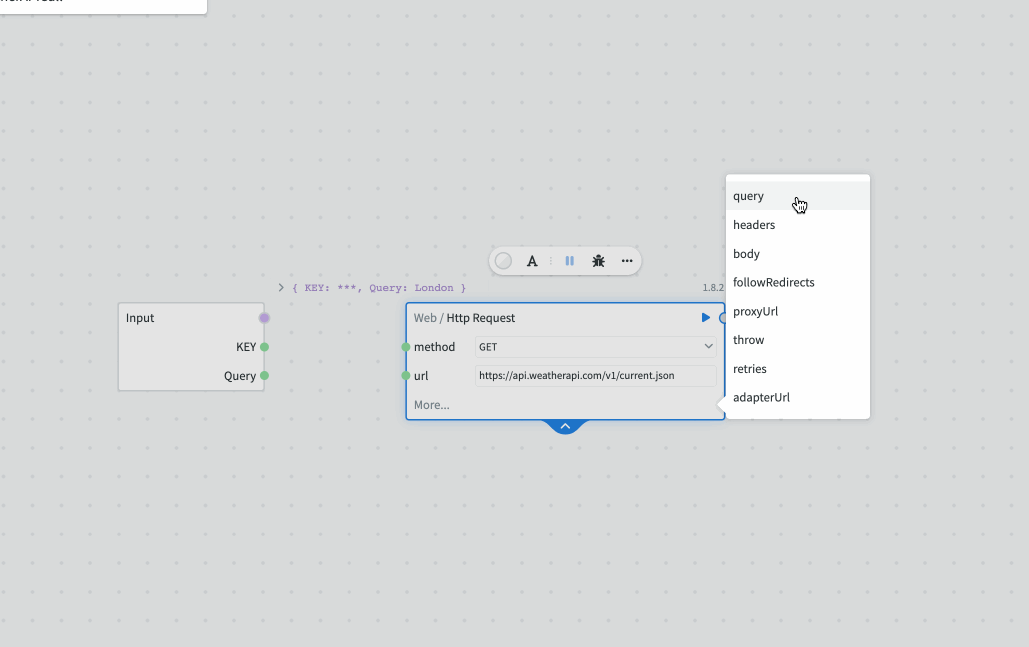 query
headers
body
followRedirects
proxyUrl
throw
retries
adapterUrl
A
{ KEY: ***, Query: London }
1.8.2
Input
KEY
Query
Web / Http Request
method
GET
url
https://api.weatherapi.com/v1/current.json
More...